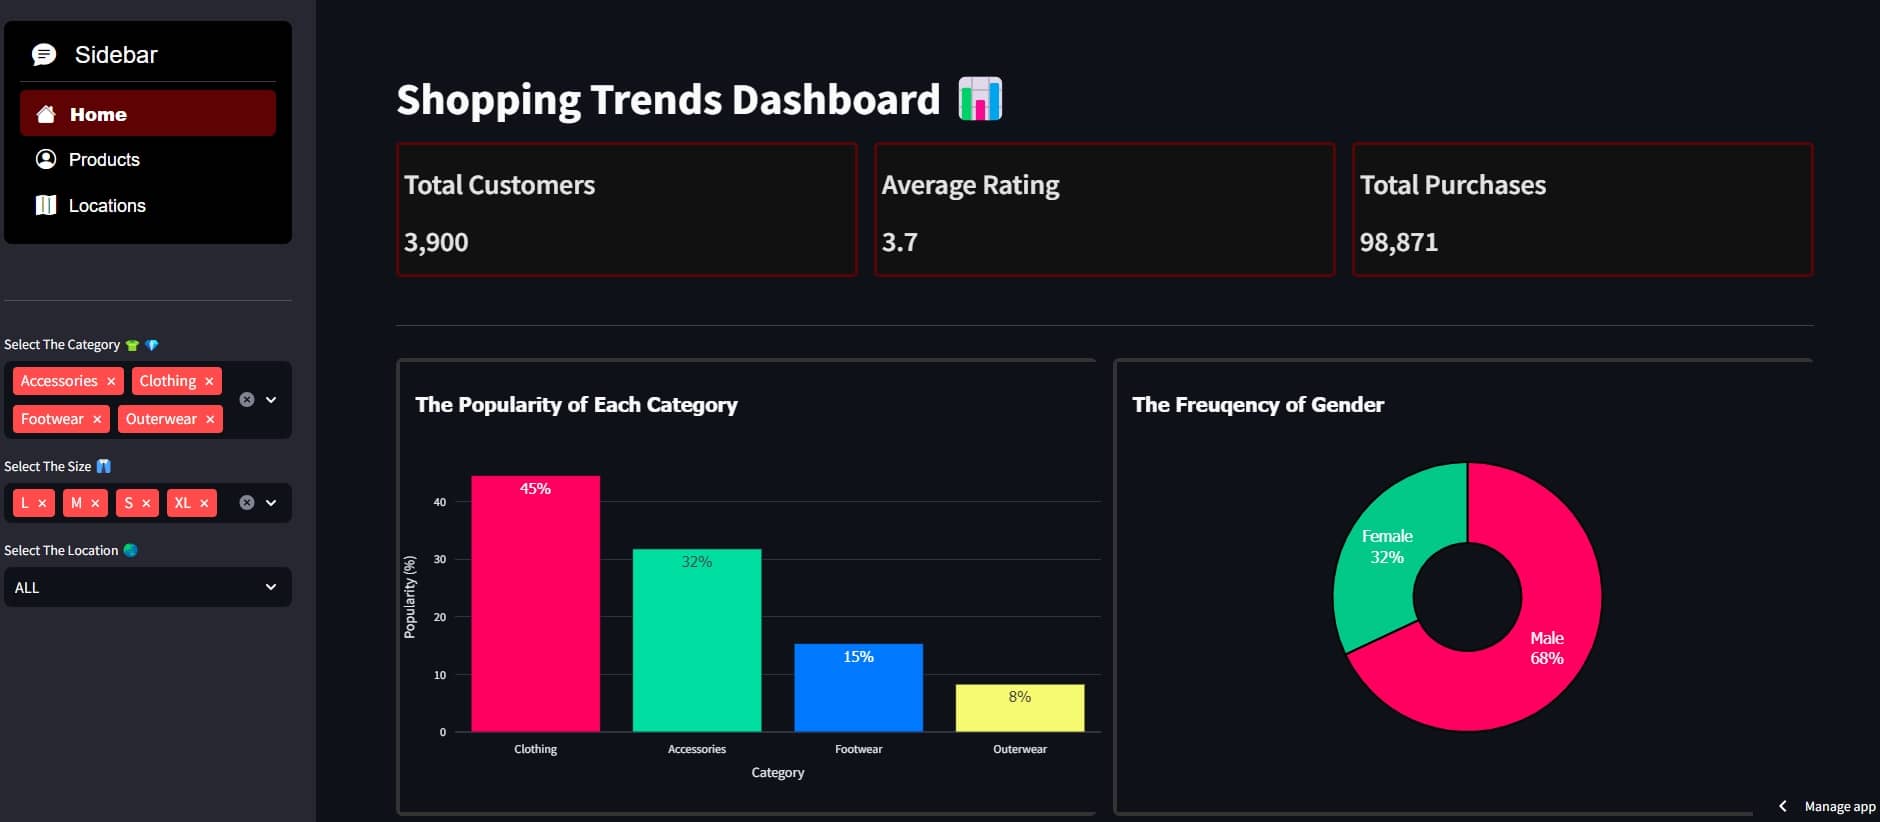 Sidebar
Home
Products
Locations
Select The Category
Accessories × Clothing ×
Footwear × Outerwear ×
Select The Size
L × M × S × XL ×
Select The Location
ALL
Shopping Trends Dashboard
Total Customers
3,900
Average Rating
3.7
Total Purchases
98,871
The Popularity of Each Category
Popularity (%)
40
30
20
10
0
45%
32%
15%
8%
Clothing
Accessories
Footwear
Outerwear
Category
The Freuqency of Gender
Female
32%
Male
68%
Manage app